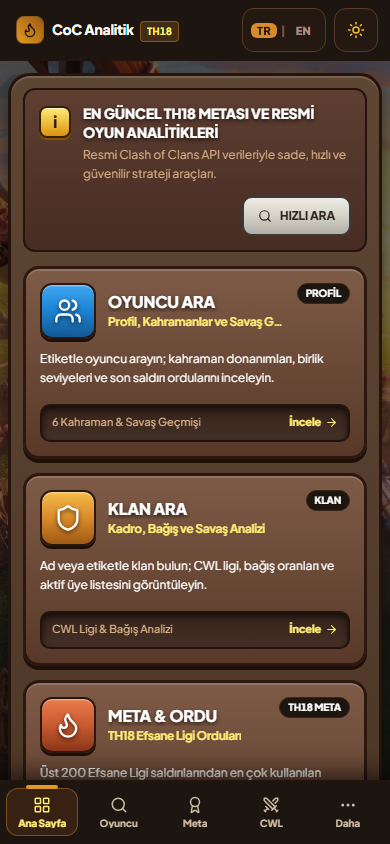 CoC Analitik TH18
TR | EN
i
EN GÜNCEL TH18 METASI VE RESMİ
OYUN ANALİTİKLERİ
Resmi Clash of Clans API verileriyle sade, hızlı ve
güvenilir strateji araçları.
HIZLI ARA
OYUNCU ARA
PROFİL
Profil, Kahramanlar ve Savaş G...
Etiketle oyuncu arayın; kahraman donanımları, birlik
seviyeleri ve son saldırı ordularını inceleyin.
6 Kahraman & Savaş Geçmişi İncele →
KLAN ARA
KLAN
Kadro, Bağış ve Savaş Analizi
Ad veya etiketle klan bulun; CWL ligi, bağış oranları ve
aktif üye listesini görüntüleyin.
CWL Ligi & Bağış Analizi İncele →
META & ORDU
TH18 META
TH18 Efsane Ligi Orduları
Üst 200 Efsane Ligi saldırılarından en çok kullanılan
Ana Sayfa Oyuncu Meta CWL Daha